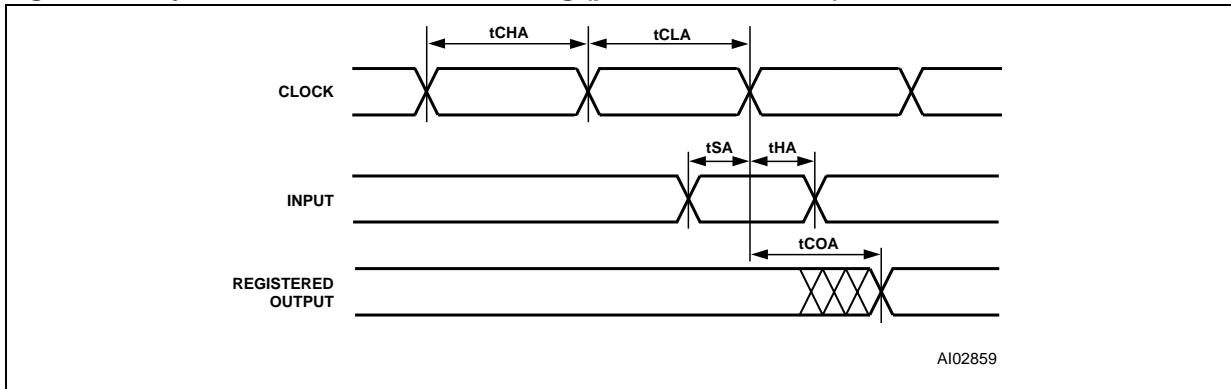 tCHA
tCLA
CLOCK
tSA
tHA
INPUT
tCOA
REGISTERED
OUTPUT
AI02859